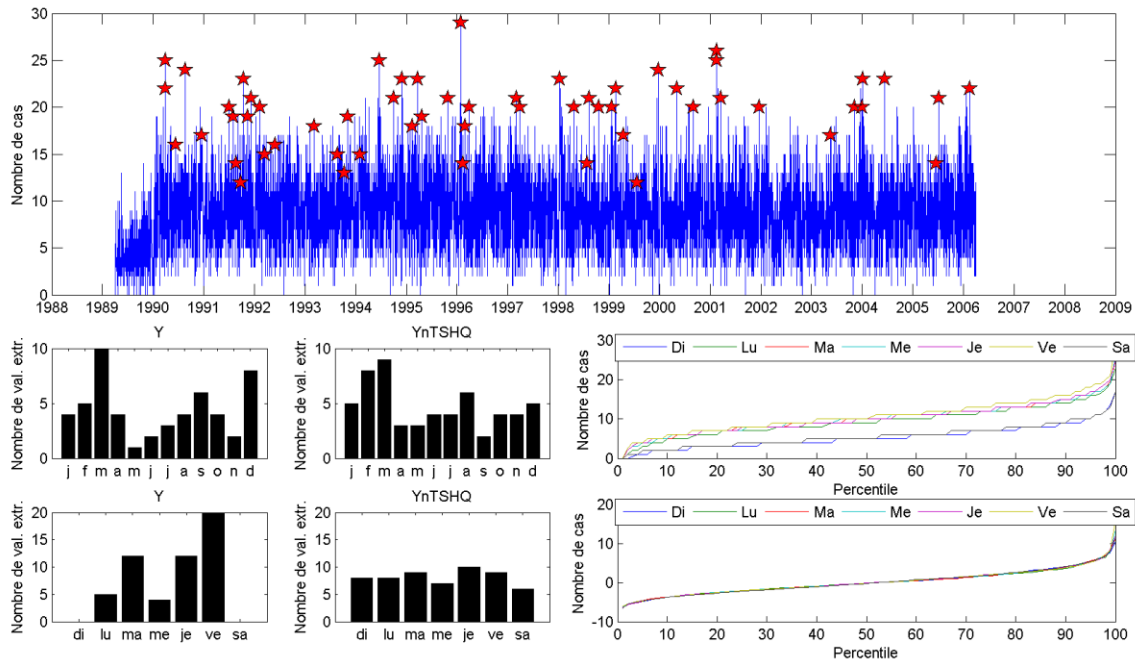 Nombre de cas
30
25
20
15
10
5
0
1988 1989 1990 1991 1992 1993 1994 1995 1996 1997 1998 1999 2000 2001 2002 2003 2004 2005 2006 2007 2008 2009
Y
Nombre de val. extr.
10
5
0
j f m a m j j a s o n d
YnTSHQ
Nombre de val. extr.
10
5
0
j f m a m j j a s o n d
Nombre de cas
30
20
10
0
Di Lu Ma Me Je Ve Sa
0 10 20 30 40 50 60 70 80 90 100
Percentile
Y
Nombre de val. extr.
20
15
10
5
0
di lu ma me je ve sa
YnTSHQ
Nombre de val. extr.
20
15
10
5
0
di lu ma me je ve sa
Nombre de cas
20
10
0
-10
Di Lu Ma Me Je Ve Sa
0 10 20 30 40 50 60 70 80 90 100
Percentile